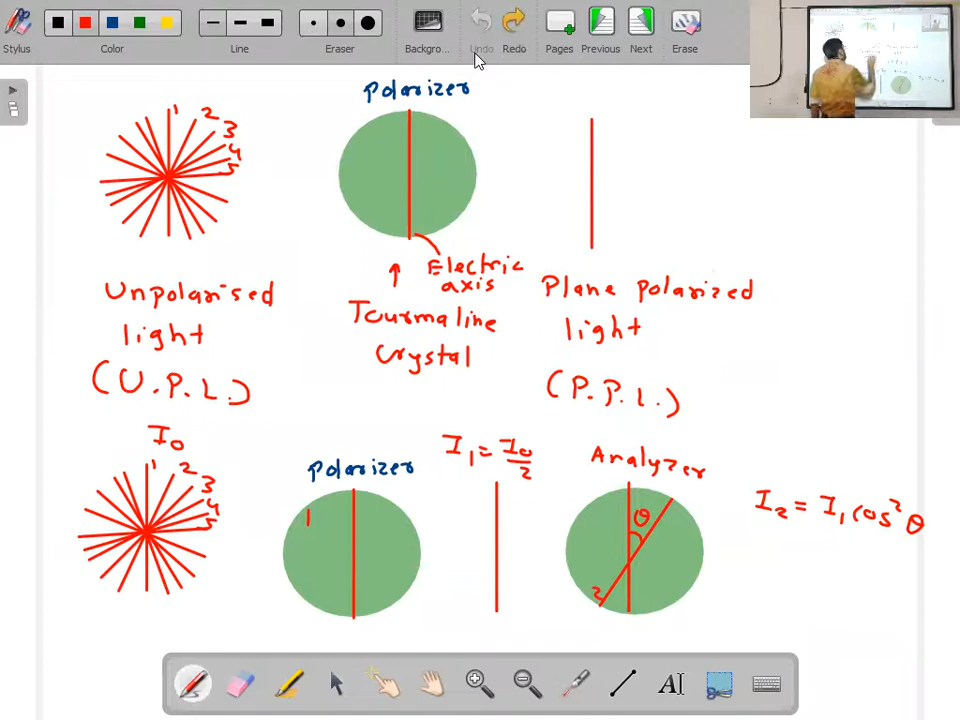 Stylus
Color
Line
Eraser
Backgro...
Undo
Redo
Pages
Previous
Next
Erase
Polarizer
1
2
3
4
5
Electric
axis
Unpolarised
light
(U.P.L.)
Tourmaline
crystal
Plane polarized
light
(P.P.L.)
I₀
1
2
3
4
5
Polarizer
1
I₁ = I₀/2
Analyzer
θ
2
I₂ = I₁ cos² θ
A